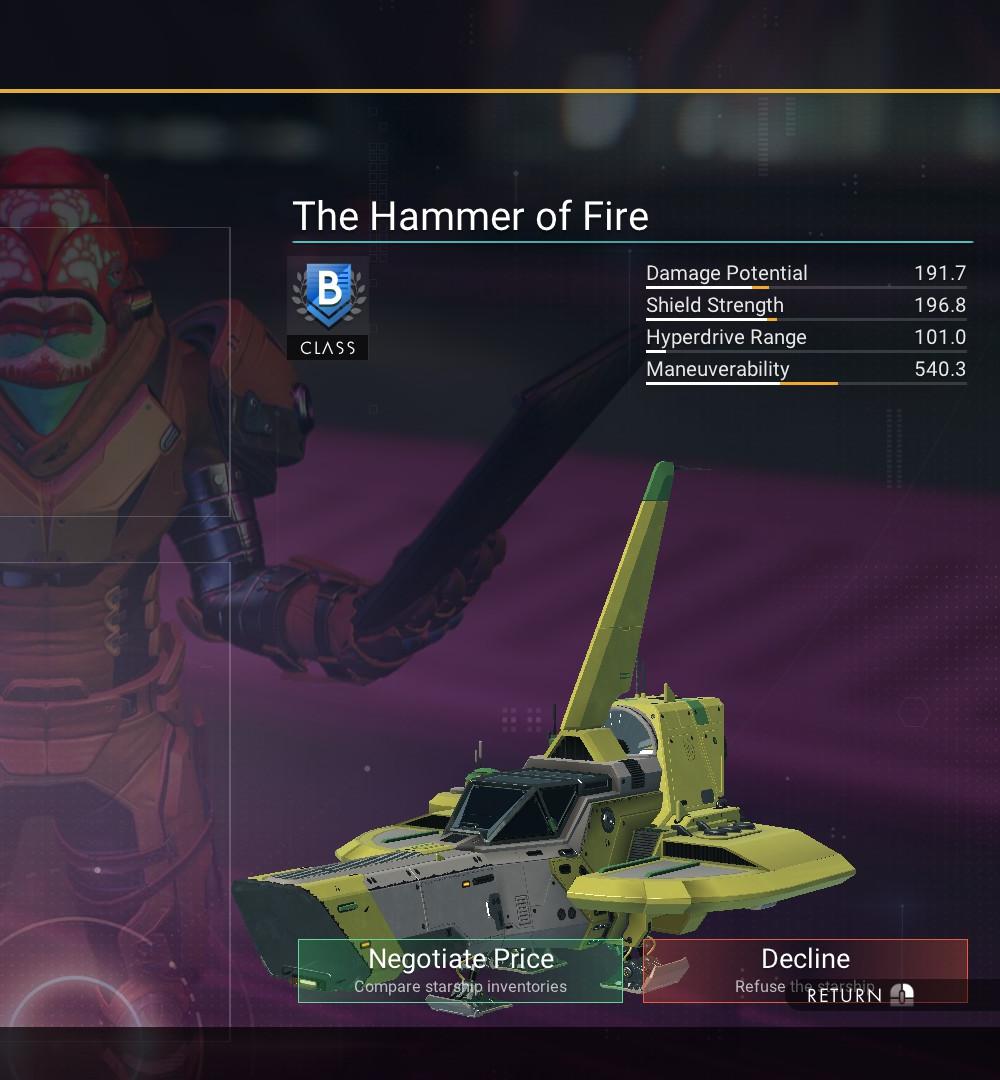 The Hammer of Fire
B
CLASS
Damage Potential 191.7
Shield Strength 196.8
Hyperdrive Range 101.0
Maneuverability 540.3
Negotiate Price
Compare starship inventories
Decline
Refuse the starship
RETURN